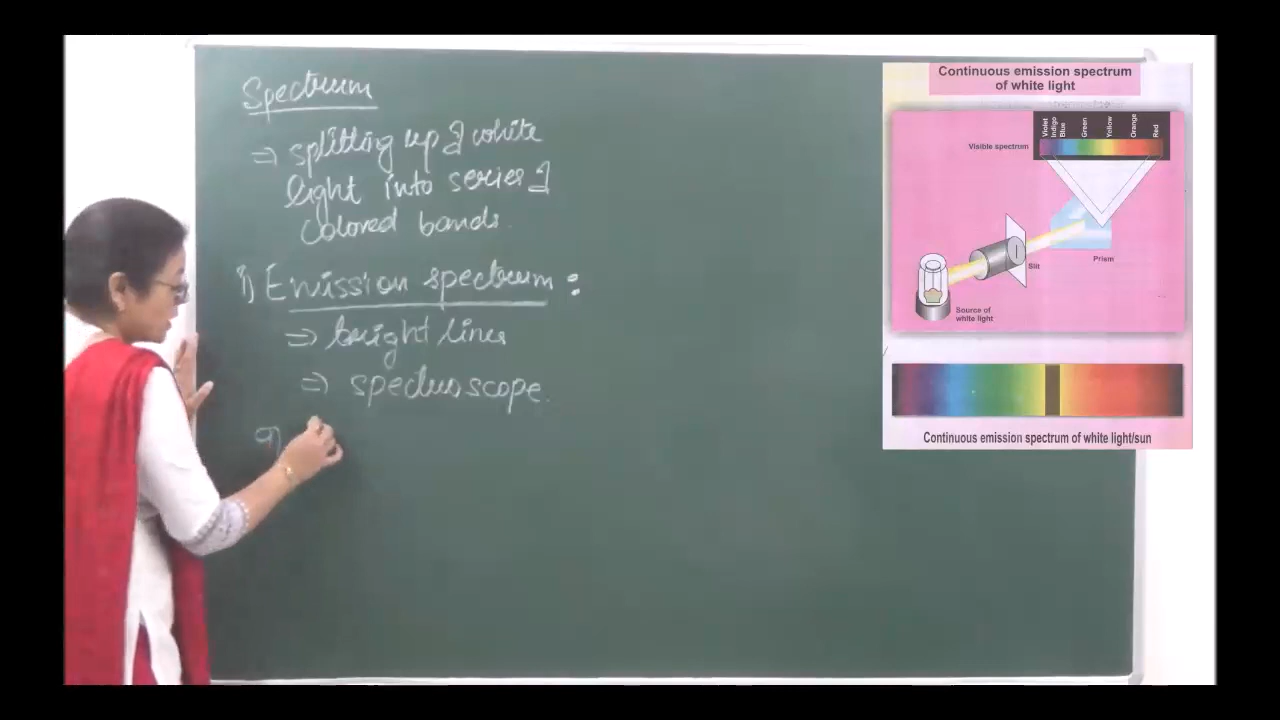 Spectrum
⇒ splitting up of white
light into series of
colored bands.
1) Emission spectrum :
⇒ bright lines
⇒ spectroscope.
a)
Continuous emission spectrum
of white light
Violet
Indigo
Blue
Green
Yellow
Orange
Red
Visible spectrum
Slit
Prism
Source of
white light
Continuous emission spectrum of white light/sun